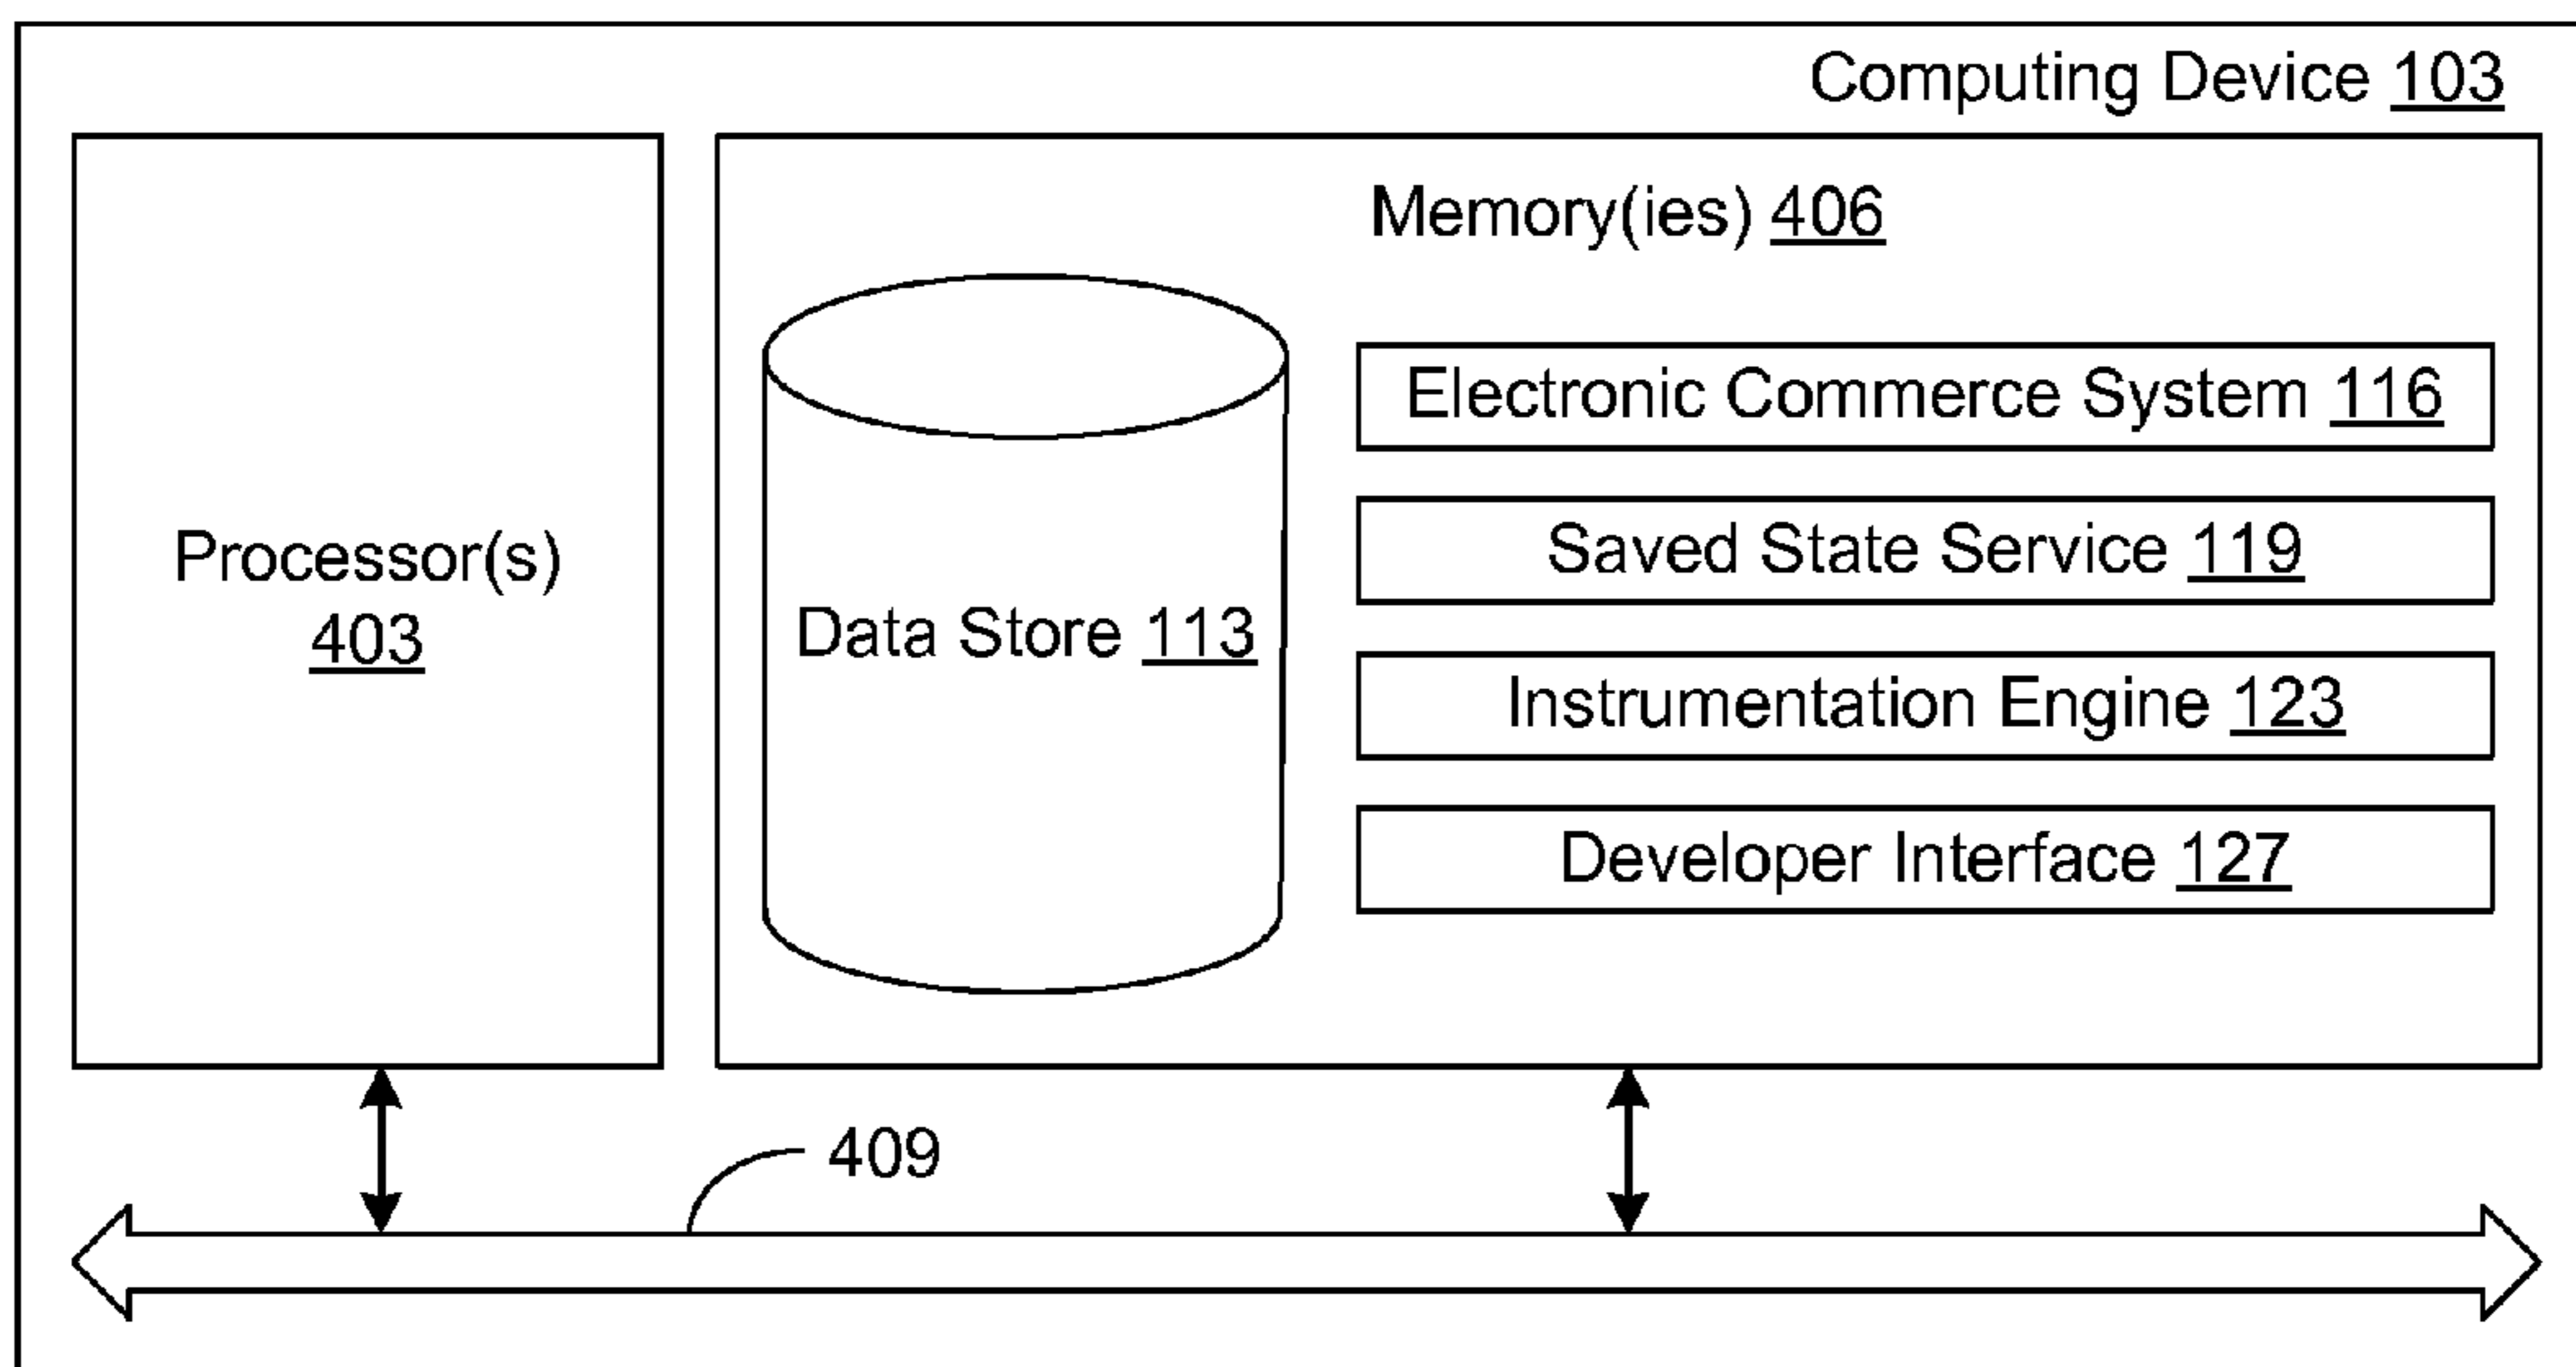 Computing Device 103
Memory(ies) 406
Processor(s)
403
Data Store 113
Electronic Commerce System 116
Saved State Service 119
Instrumentation Engine 123
Developer Interface 127
409